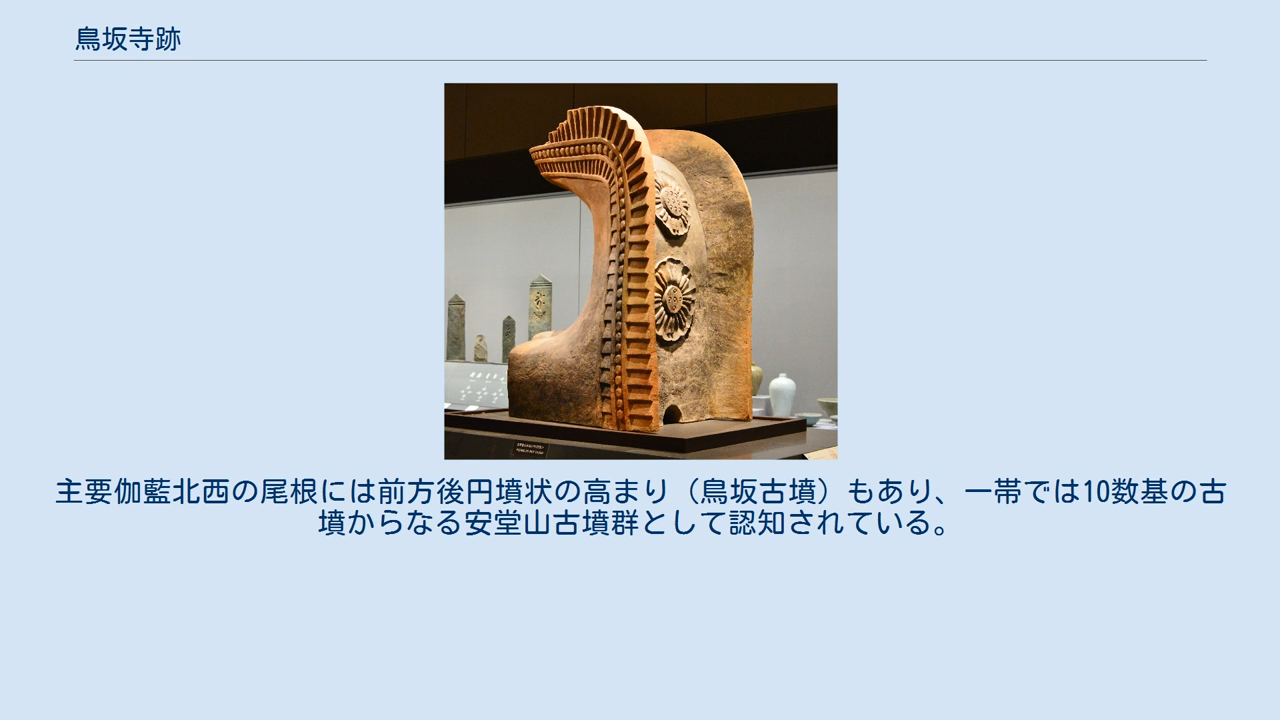 鳥坂寺跡
主要伽藍北西の尾根には前方後円墳状の高まり（鳥坂古墳）もあり、一帯では10数基の古
墳からなる安堂山古墳群として認知されている。